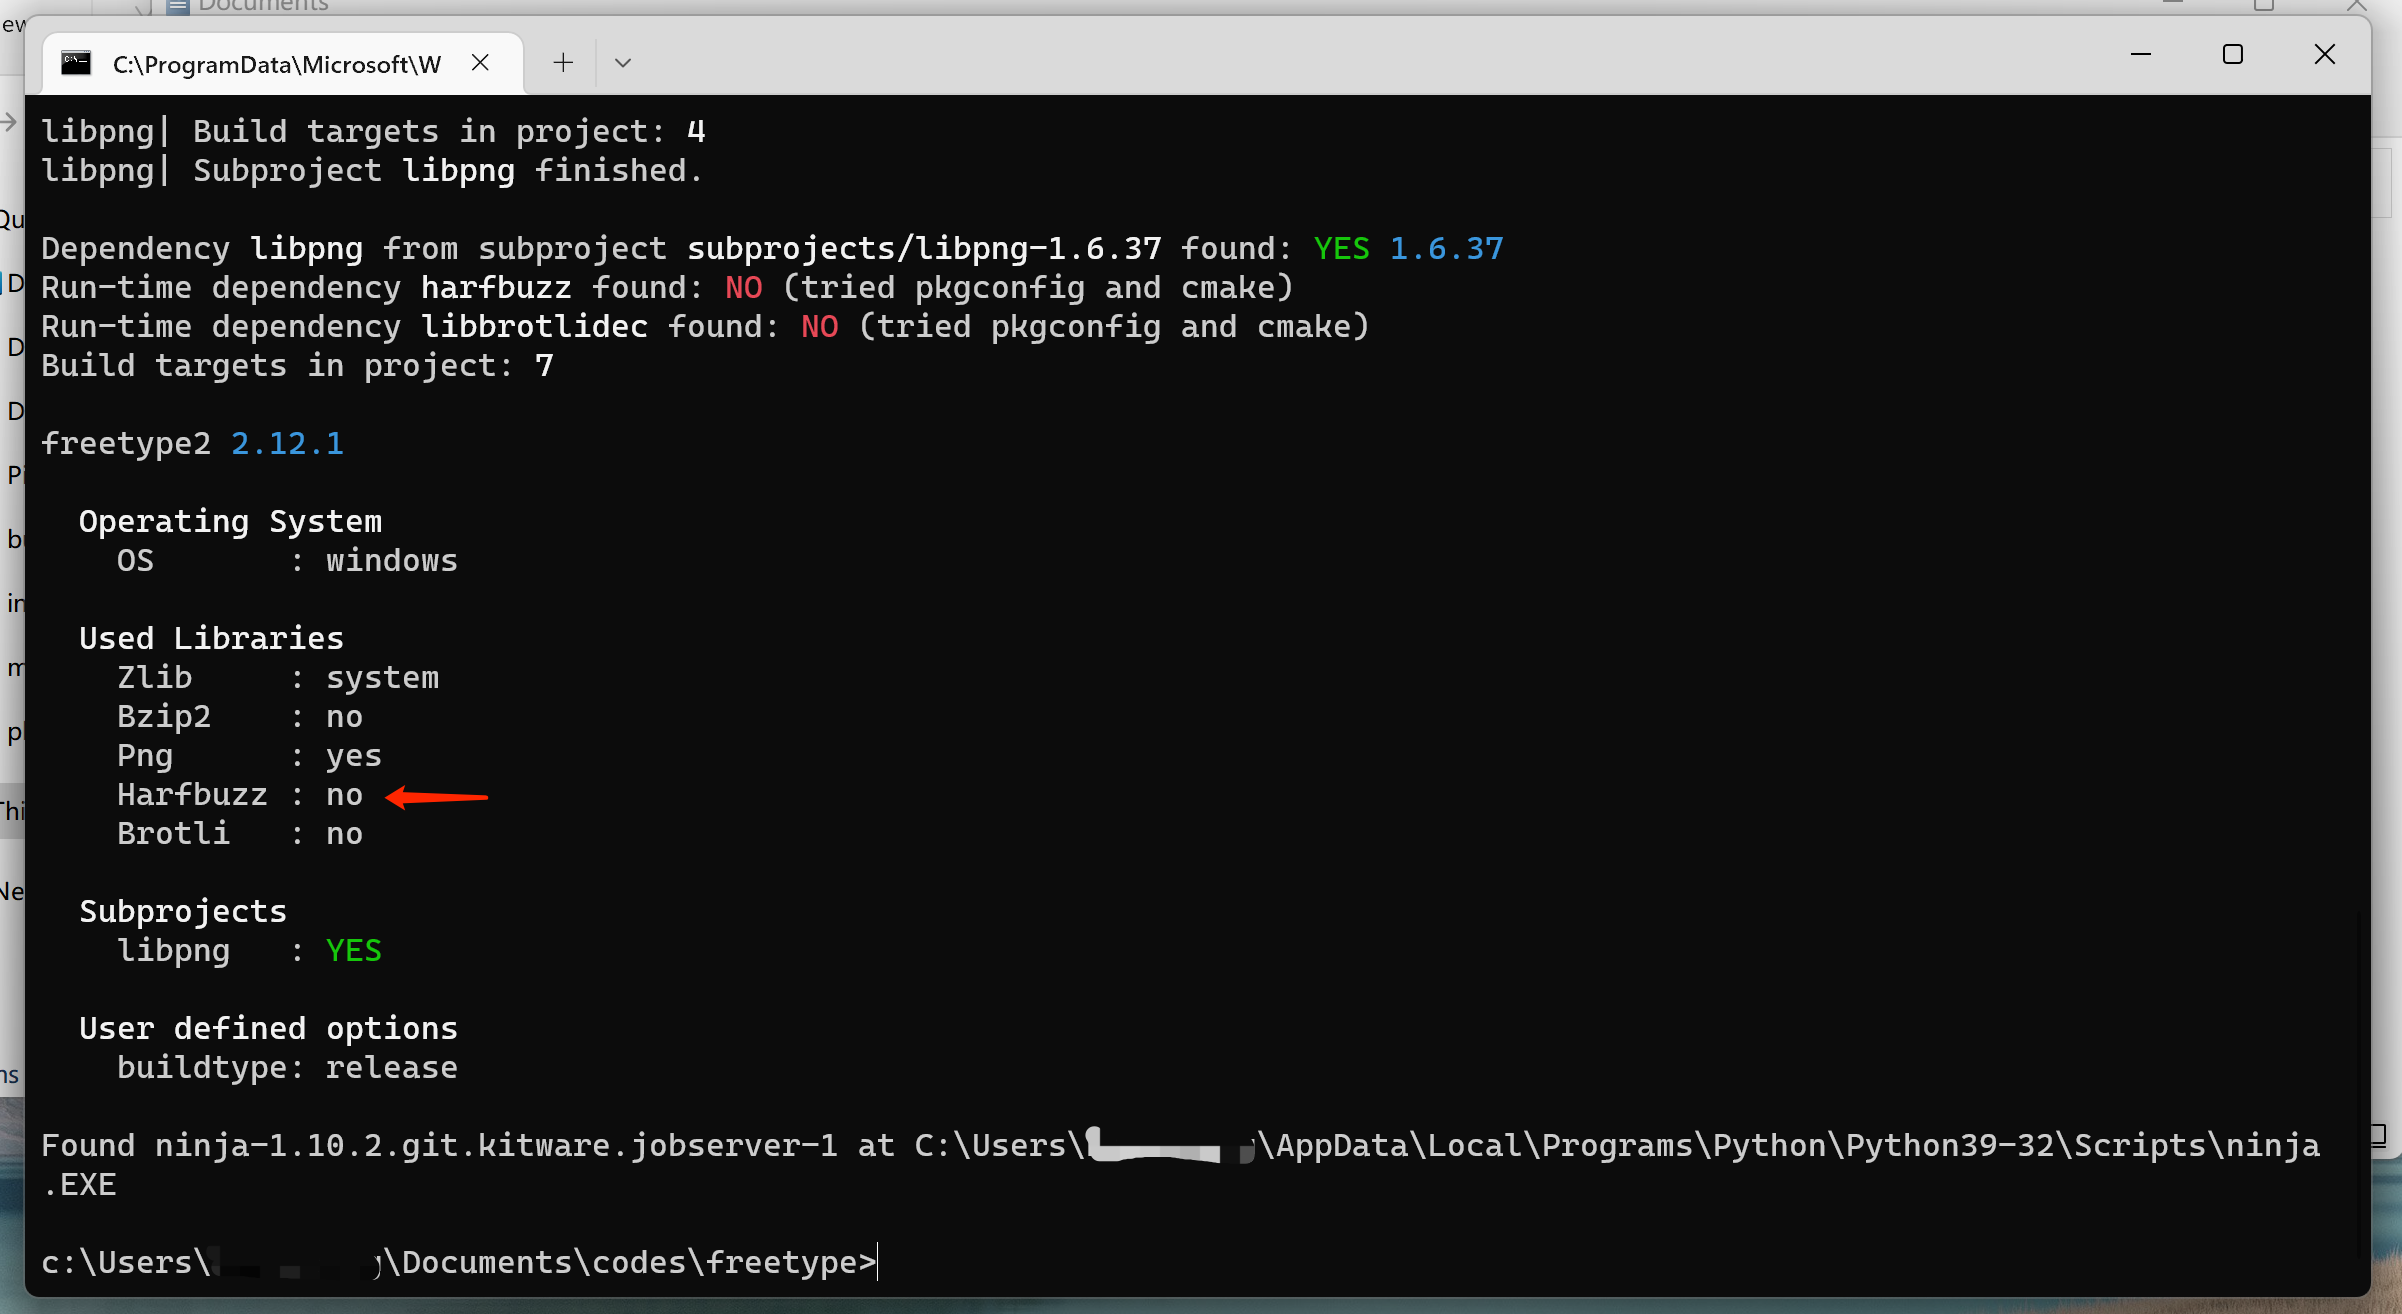 Documents
C:\ProgramData\Microsoft\W
libpng| Build targets in project: 4
libpng| Subproject libpng finished.
Dependency libpng from subproject subprojects/libpng-1.6.37 found: YES 1.6.37
Run-time dependency harfbuzz found: NO (tried pkgconfig and cmake)
Run-time dependency libbrotlidec found: NO (tried pkgconfig and cmake)
Build targets in project: 7
freetype2 2.12.1
Operating System
OS : windows
Used Libraries
Zlib : system
Bzip2 : no
Png : yes
Harfbuzz : no
Brotli : no
Subprojects
libpng : YES
User defined options
buildtype: release
Found ninja-1.10.2.git.kitware.jobserver-1 at C:\Users\ \AppData\Local\Programs\Python\Python39-32\Scripts\ninja
.EXE
c:\Users\ \Documents\codes\freetype>